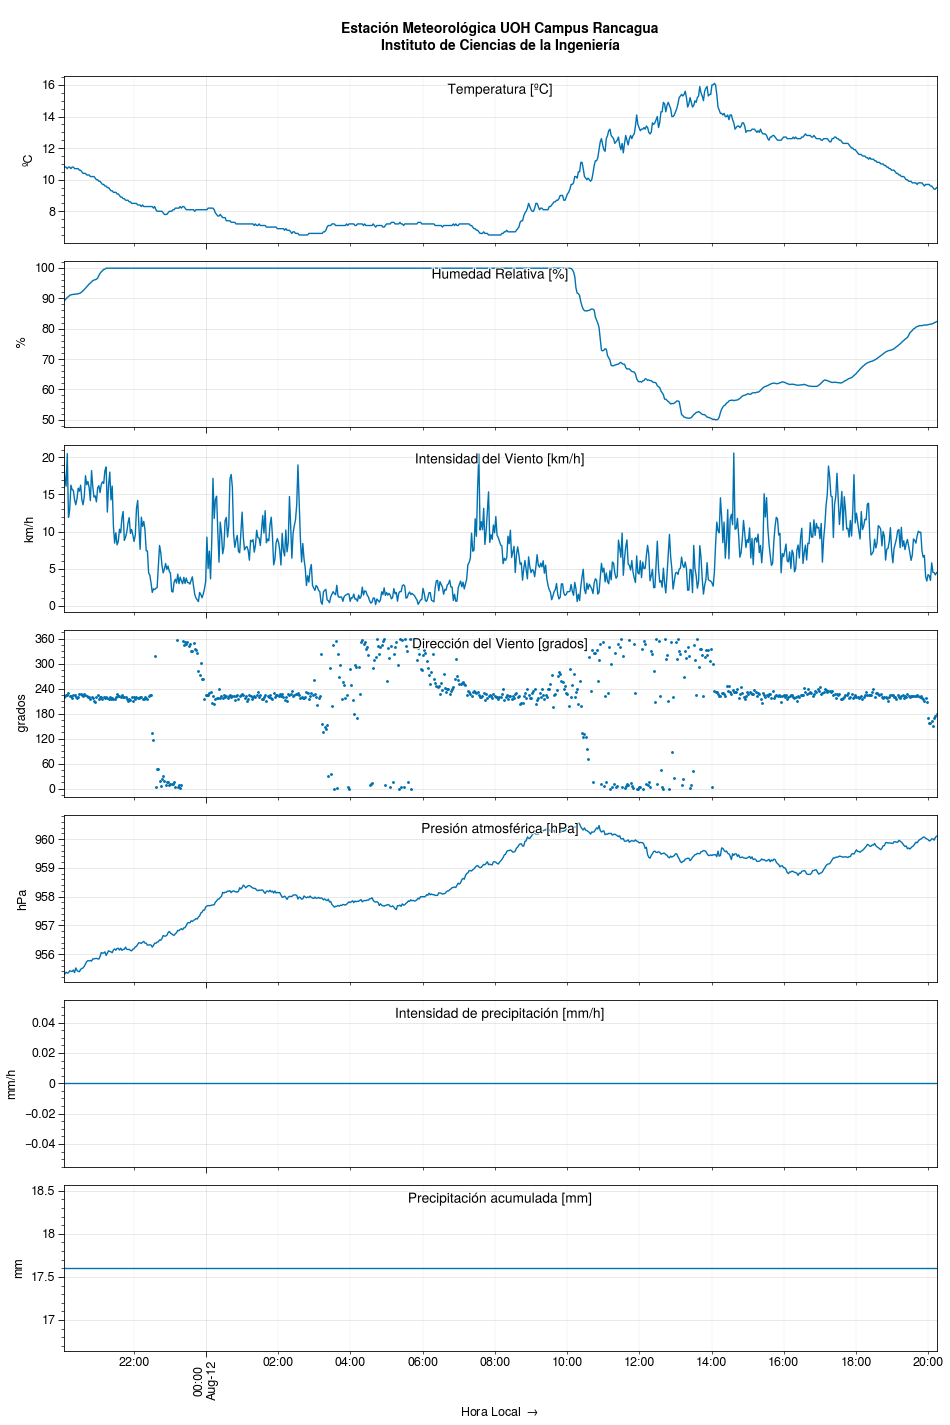 Estación Meteorológica UOH Campus Rancagua
Instituto de Ciencias de la Ingeniería
Temperatura [ºC]
ºC
16
14
12
10
8
Humedad Relativa [%]
%
100
90
80
70
60
50
Intensidad del Viento [km/h]
km/h
20
15
10
5
0
Dirección del Viento [grados]
grados
360
300
240
180
120
60
0
Presión atmosférica [hPa]
hPa
960
959
958
957
956
Intensidad de precipitación [mm/h]
mm/h
0.04
0.02
0
−0.02
−0.04
Precipitación acumulada [mm]
mm
18.5
18
17.5
17
22:00
00:00
Aug-12
02:00
04:00
06:00
08:00
10:00
12:00
14:00
16:00
18:00
20:00
Hora Local →